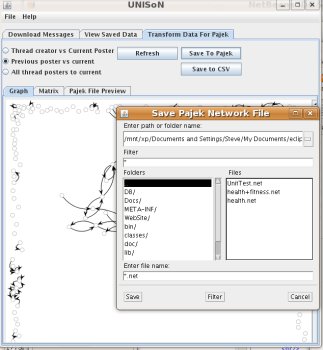 UNISoN
File Help
Download Messages View Saved Data Transform Data For Pajek
Thread creator vs Current Poster
Previous poster vs current
All thread posters to current
Refresh
Save To Pajek
Save to CSV
Graph Matrix Pajek File Preview
Save Pajek Network File
Enter path or folder name:
/mnt/xp/Documents and Settings/Steve/My Documents/eclip
Filter
*
Folders
DB/
Docs/
META-INF/
WebSite/
bin/
classes/
doc/
lib/
Files
UnitTest.net
health+fitness.net
health.net
Enter file name:
*.net
Save Filter Cancel